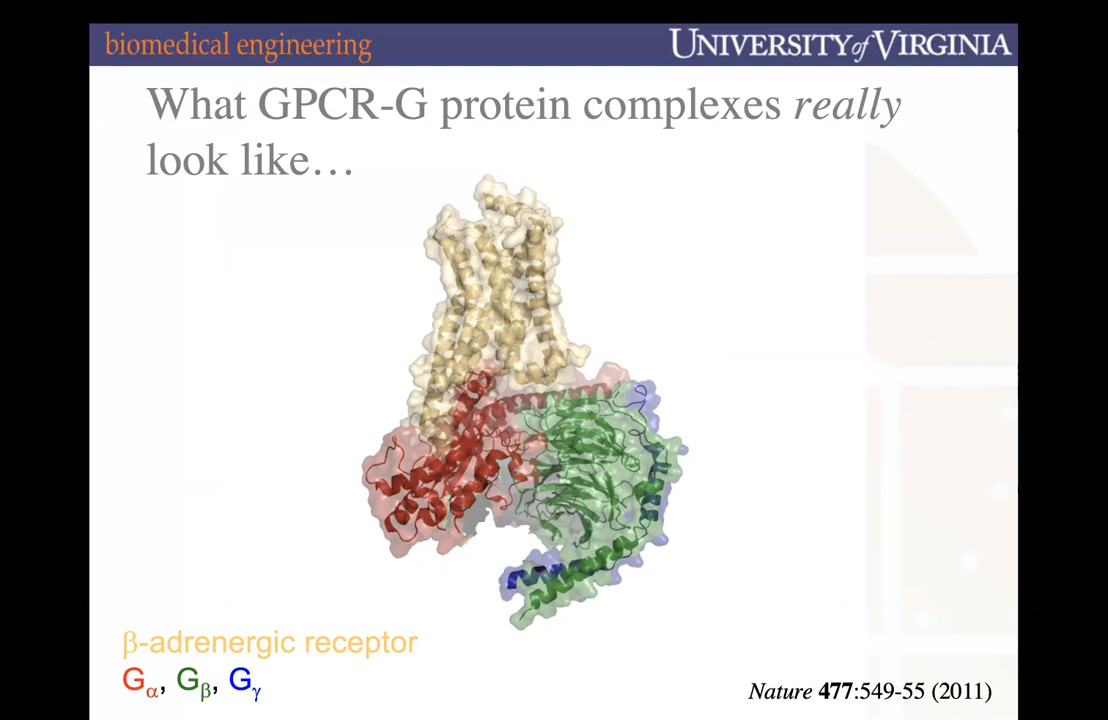 biomedical engineering
UNIVERSITY of VIRGINIA
What GPCR-G protein complexes really
look like…
β-adrenergic receptor
Gα, Gβ, Gγ
Nature 477:549-55 (2011)